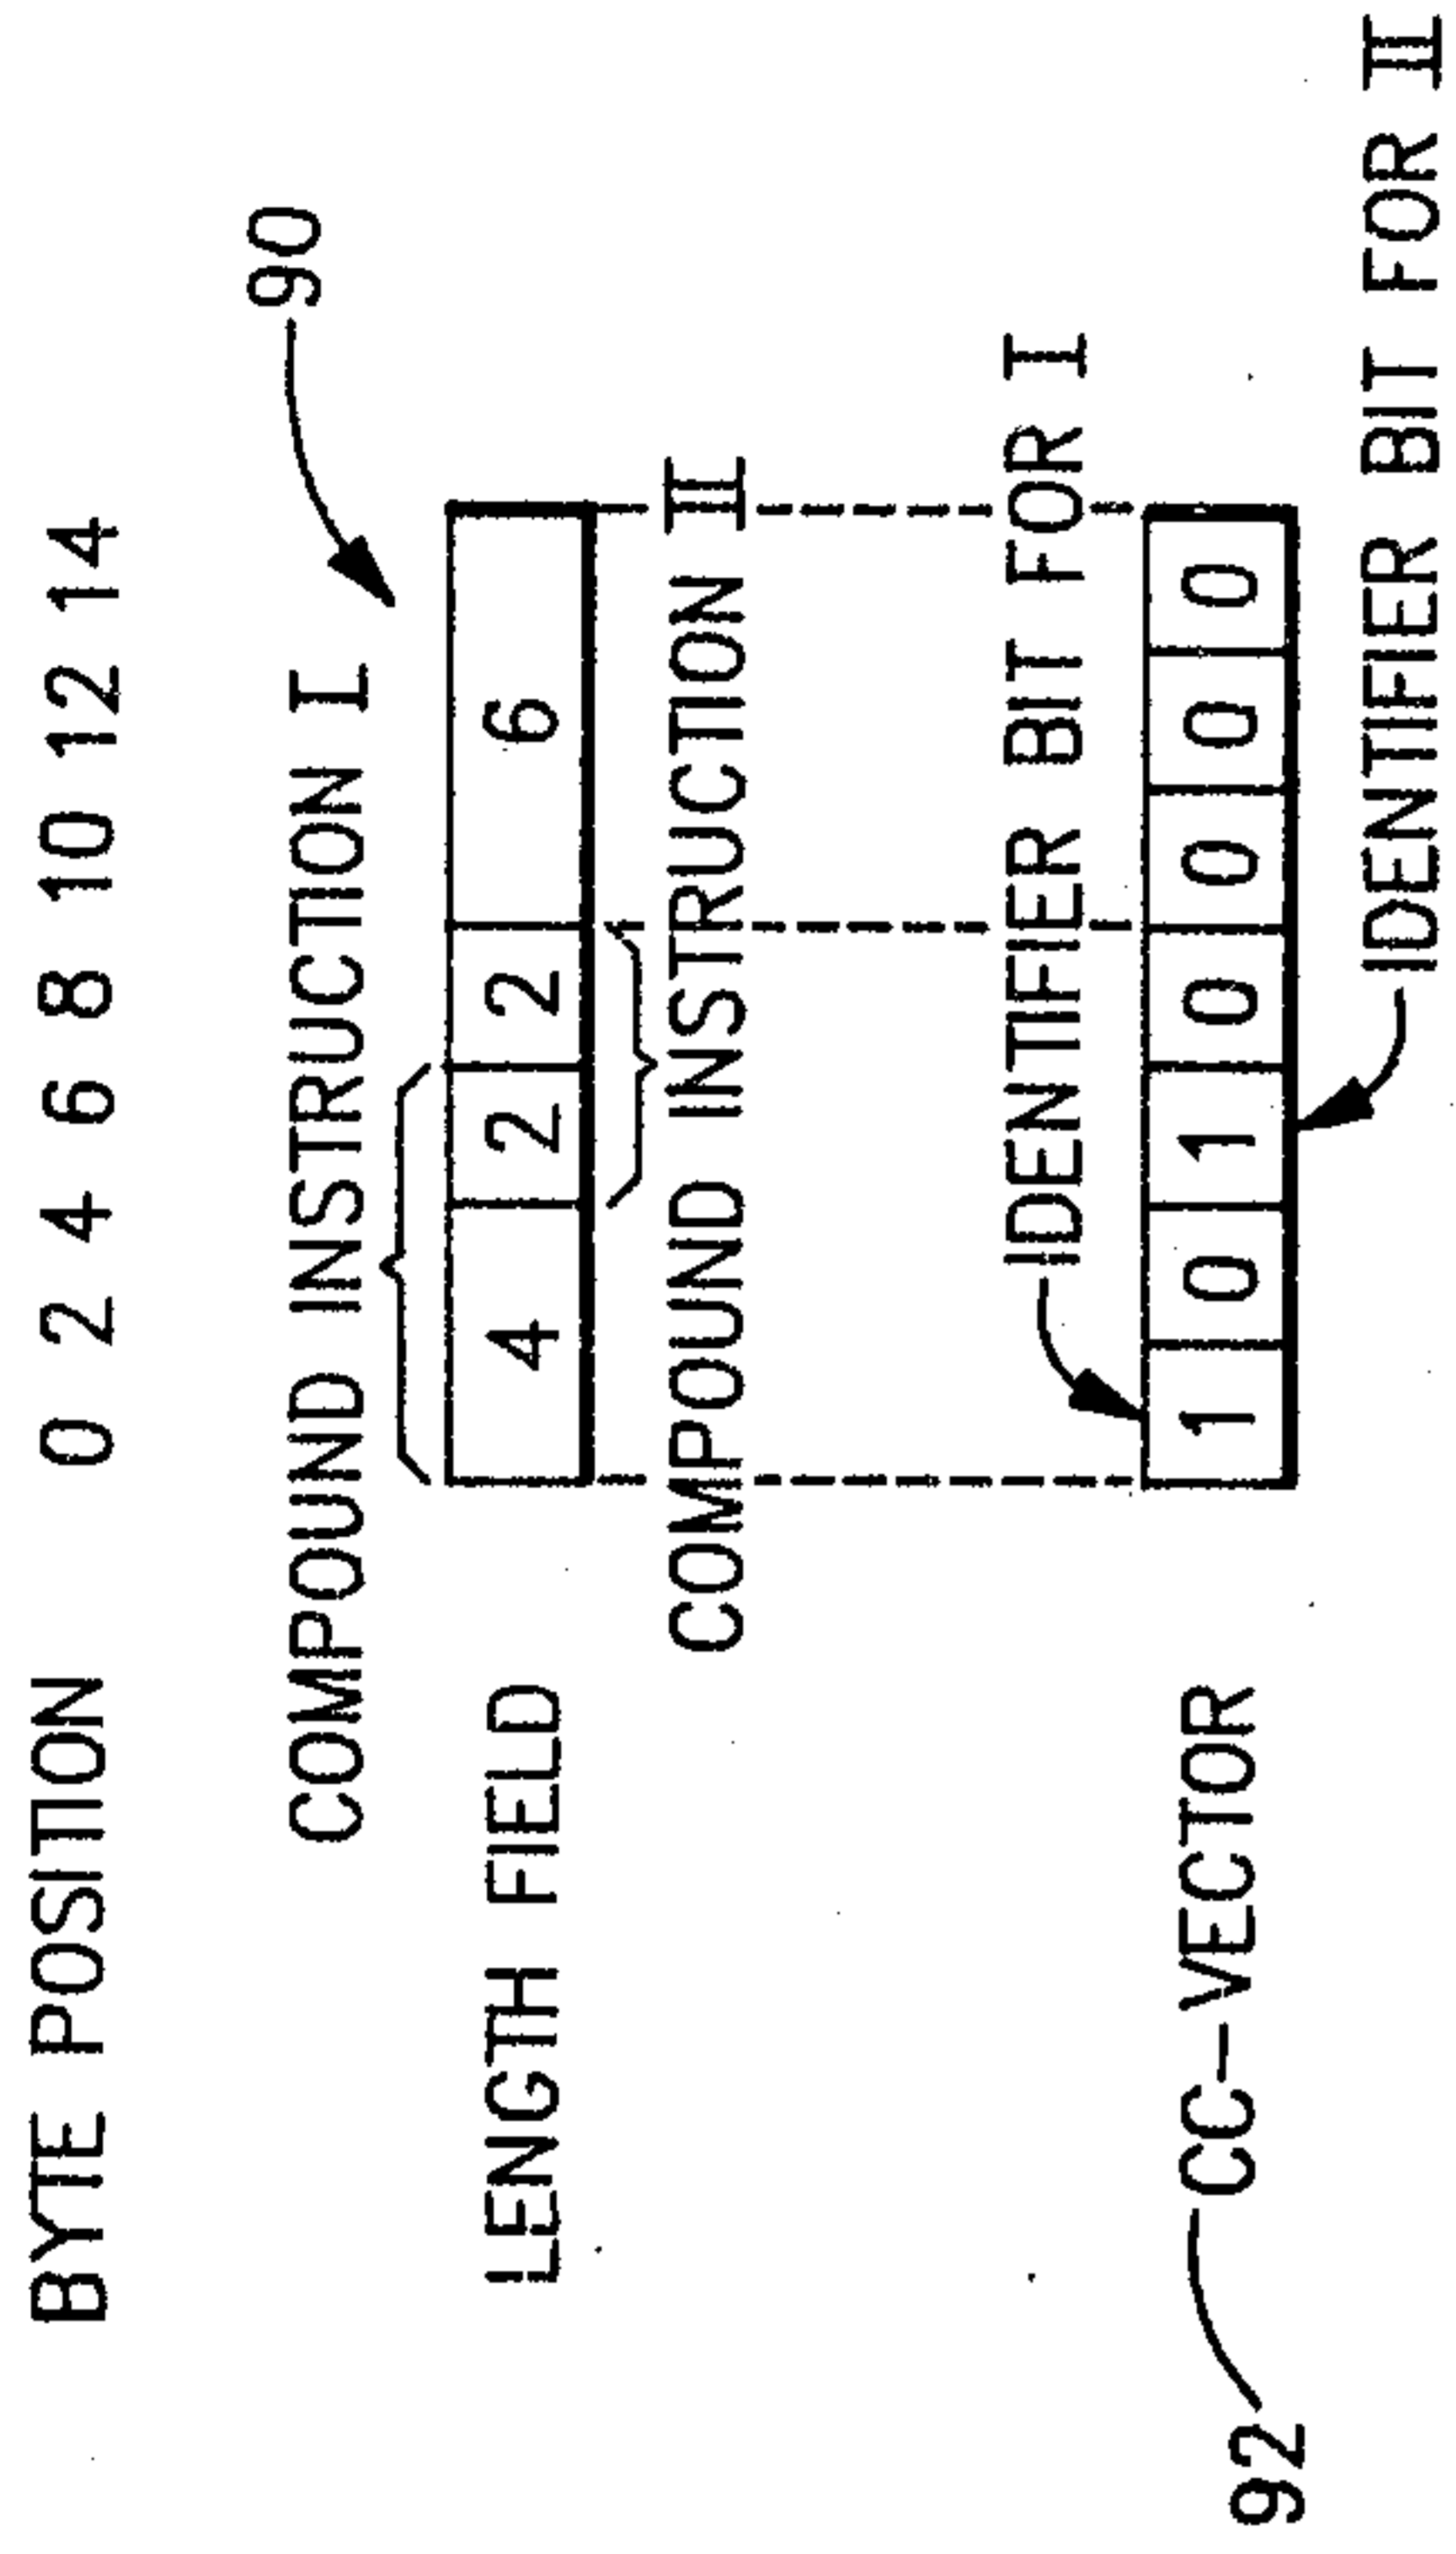 BYTE POSITION 0 2 4 6 8 10 12 14
90
COMPOUND INSTRUCTION I
LENGTH FIELD 4 2 2 6
COMPOUND INSTRUCTION II
IDENTIFIER BIT FOR I
92 CC-VECTOR 1 0 1 0 0 0 0
IDENTIFIER BIT FOR II